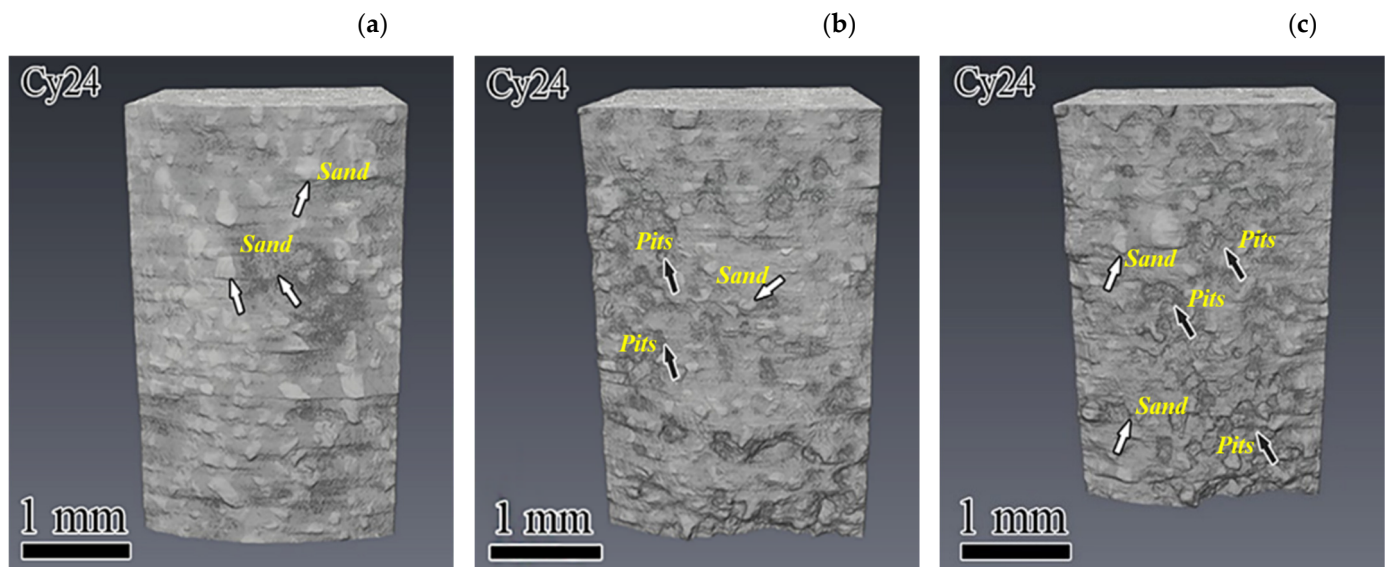 (a)
(b)
(c)
Cy24
Sand
Sand
1 mm
Cy24
Pits
Sand
Pits
1 mm
Cy24
Sand
Pits
Pits
Sand
Pits
1 mm